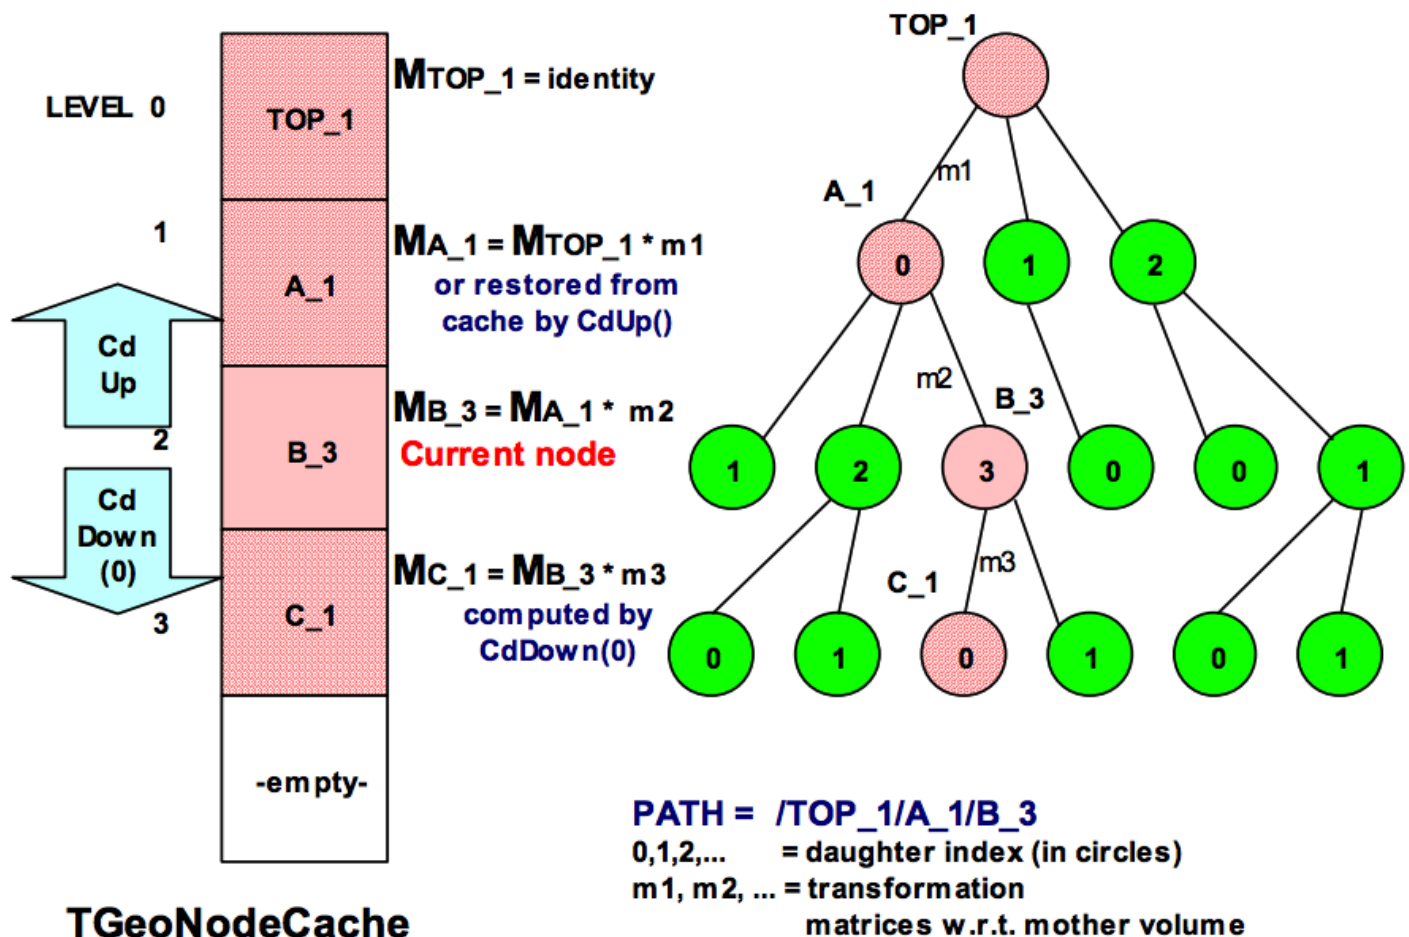 LEVEL 0
TOP_1
MTOP_1 = identity
1
A_1
MA_1 = MTOP_1 * m1
or restored from
cache by CdUp()
Cd
Up
2
B_3
MB_3 = MA_1 * m2
Current node
Cd
Down
(0)
3
C_1
MC_1 = MB_3 * m3
computed by
CdDown(0)
-empty-
TGeoNodeCache
TOP_1
m1
A_1
0 1 2
m2
B_3
1 2 3 0 0 1
m3
C_1
0 1 0 1 0 1
PATH = /TOP_1/A_1/B_3
0,1,2,... = daughter index (in circles)
m1, m2, ... = transformation
matrices w.r.t. mother volume